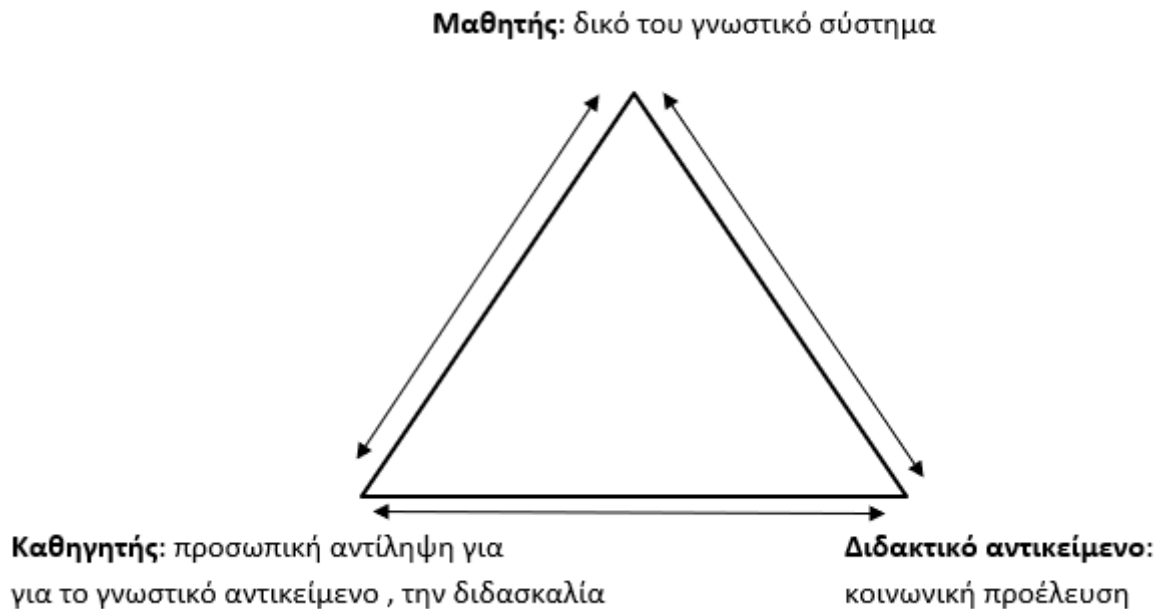 Μαθητής: δικό του γνωστικό σύστημα
Καθηγητής: προσωπική αντίληψη για
για το γνωστικό αντικείμενο , την διδασκαλία
Διδακτικό αντικείμενο:
κοινωνική προέλευση